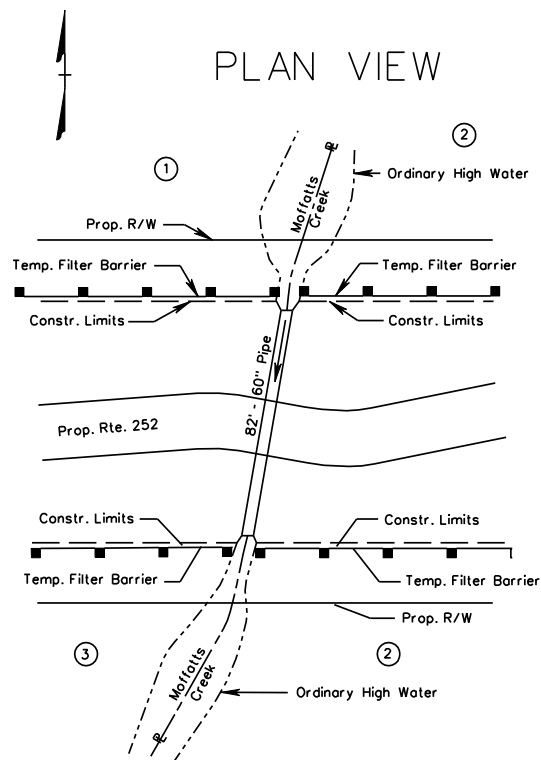 PLAN VIEW
2
1
Ordinary High Water
Moffatts
Creek
Prop. R/W
Temp. Filter Barrier
Temp. Filter Barrier
Constr. Limits
Constr. Limits
82' - 60" Pipe
Prop. Rte. 252
Constr. Limits
Constr. Limits
Temp. Filter Barrier
Temp. Filter Barrier
Prop. R/W
3
2
Moffatts
Creek
Ordinary High Water